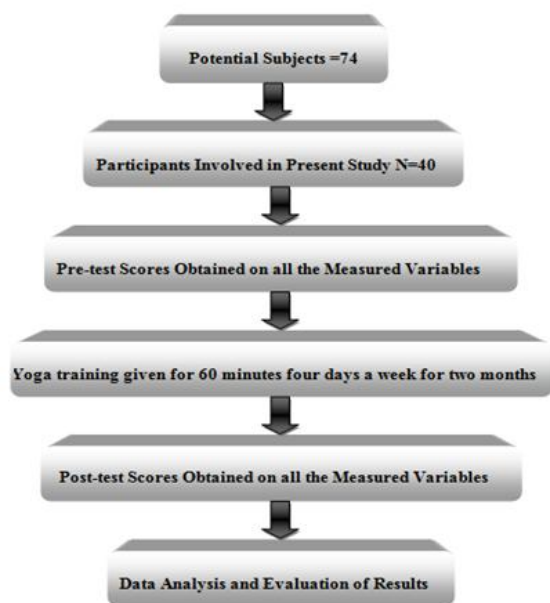 Potential Subjects =74
Participants Involved in Present Study N=40
Pre-test Scores Obtained on all the Measured Variables
Yoga training given for 60 minutes four days a week for two months
Post-test Scores Obtained on all the Measured Variables
Data Analysis and Evaluation of Results